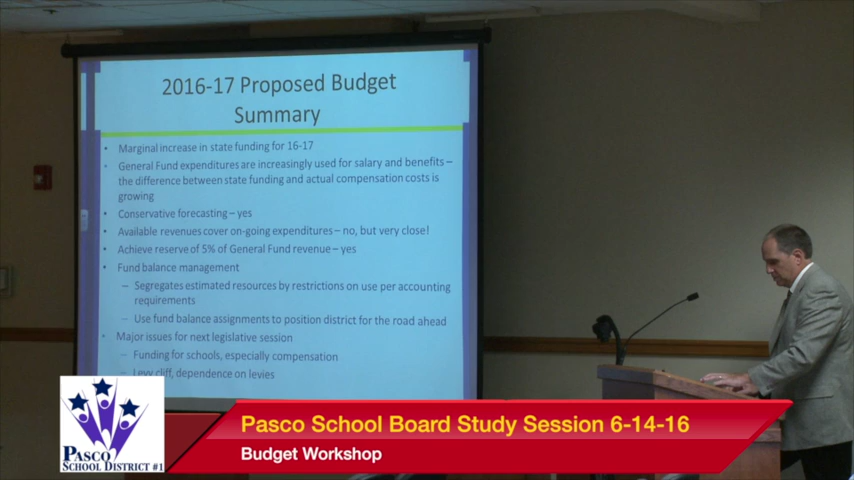 2016-17 Proposed Budget
Summary
• Marginal increase in state funding for 16-17
• General Fund expenditures are increasingly used for salary and benefits –
the difference between state funding and actual compensation costs is
growing
• Conservative forecasting – yes
• Available revenues cover on-going expenditures – no, but very close!
• Achieve reserve of 5% of General Fund revenue – yes
• Fund balance management
– Segregates estimated resources by restrictions on use per accounting
requirements
– Use fund balance assignments to position district for the road ahead
• Major issues for next legislative session
– Funding for schools, especially compensation
– Levy cliff, dependence on levies
PASCO
SCHOOL DISTRICT #1
Pasco School Board Study Session 6-14-16
Budget Workshop